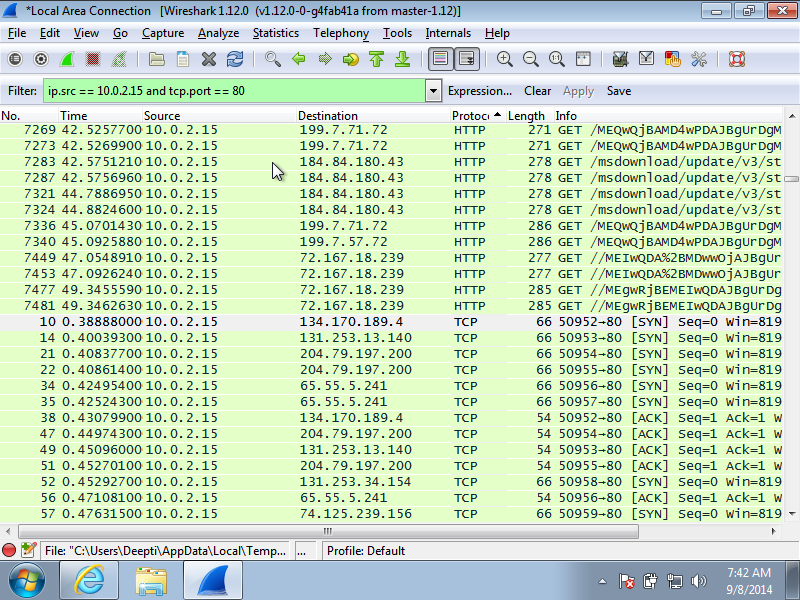 *Local Area Connection [Wireshark 1.12.0 (v1.12.0-0-g4fab41a from master-1.12)]
File Edit View Go Capture Analyze Statistics Telephony Tools Internals Help
Filter: ip.src == 10.0.2.15 and tcp.port == 80 Expression... Clear Apply Save
No. Time Source Destination Protoc Length Info
7269 42.5257700 10.0.2.15 199.7.71.72 HTTP 271 GET /MEQwQjBAMD4wPDAJBgUrDgM
7273 42.5269900 10.0.2.15 199.7.71.72 HTTP 271 GET /MEQwQjBAMD4wPDAJBgUrDgM
7283 42.5751210 10.0.2.15 184.84.180.43 HTTP 278 GET /msdownload/update/v3/st
7287 42.5756960 10.0.2.15 184.84.180.43 HTTP 278 GET /msdownload/update/v3/st
7321 44.7886950 10.0.2.15 184.84.180.43 HTTP 278 GET /msdownload/update/v3/st
7324 44.8824600 10.0.2.15 184.84.180.43 HTTP 278 GET /msdownload/update/v3/st
7336 45.0701430 10.0.2.15 199.7.71.72 HTTP 286 GET /MEQwQjBAMD4wPDAJBgUrDgM
7340 45.0925880 10.0.2.15 199.7.57.72 HTTP 286 GET /MEQwQjBAMD4wPDAJBgUrDgM
7449 47.0548910 10.0.2.15 72.167.18.239 HTTP 277 GET //MEIwQDA%2BMDwwOjAJBgUr
7453 47.0926240 10.0.2.15 72.167.18.239 HTTP 277 GET //MEIwQDA%2BMDwwOjAJBgUr
7477 49.3455590 10.0.2.15 72.167.18.239 HTTP 285 GET //MEgwRjBEMEIwQDAJBgUrDg
7481 49.3462630 10.0.2.15 72.167.18.239 HTTP 285 GET //MEgwRjBEMEIwQDAJBgUrDg
10 0.38888000 10.0.2.15 134.170.189.4 TCP 66 50952→80 [SYN] Seq=0 Win=819
14 0.40039300 10.0.2.15 131.253.13.140 TCP 66 50953→80 [SYN] Seq=0 Win=819
21 0.40837700 10.0.2.15 204.79.197.200 TCP 66 50954→80 [SYN] Seq=0 Win=819
22 0.40861400 10.0.2.15 204.79.197.200 TCP 66 50955→80 [SYN] Seq=0 Win=819
34 0.42495400 10.0.2.15 65.55.5.241 TCP 66 50956→80 [SYN] Seq=0 Win=819
35 0.42524300 10.0.2.15 65.55.5.241 TCP 66 50957→80 [SYN] Seq=0 Win=819
38 0.43079900 10.0.2.15 134.170.189.4 TCP 54 50952→80 [ACK] Seq=1 Ack=1 W
47 0.44974300 10.0.2.15 204.79.197.200 TCP 54 50954→80 [ACK] Seq=1 Ack=1 W
49 0.45096000 10.0.2.15 131.253.13.140 TCP 54 50953→80 [ACK] Seq=1 Ack=1 W
51 0.45270100 10.0.2.15 204.79.197.200 TCP 54 50955→80 [ACK] Seq=1 Ack=1 W
52 0.45292700 10.0.2.15 131.253.34.154 TCP 66 50958→80 [SYN] Seq=0 Win=819
56 0.47108100 10.0.2.15 65.55.5.241 TCP 54 50956→80 [ACK] Seq=1 Ack=1 W
57 0.47631500 10.0.2.15 74.125.239.156 TCP 66 50959→80 [SYN] Seq=0 Win=819
File: "C:\Users\Deepti\AppData\Local\Temp... ... Profile: Default
7:42 AM
9/8/2014